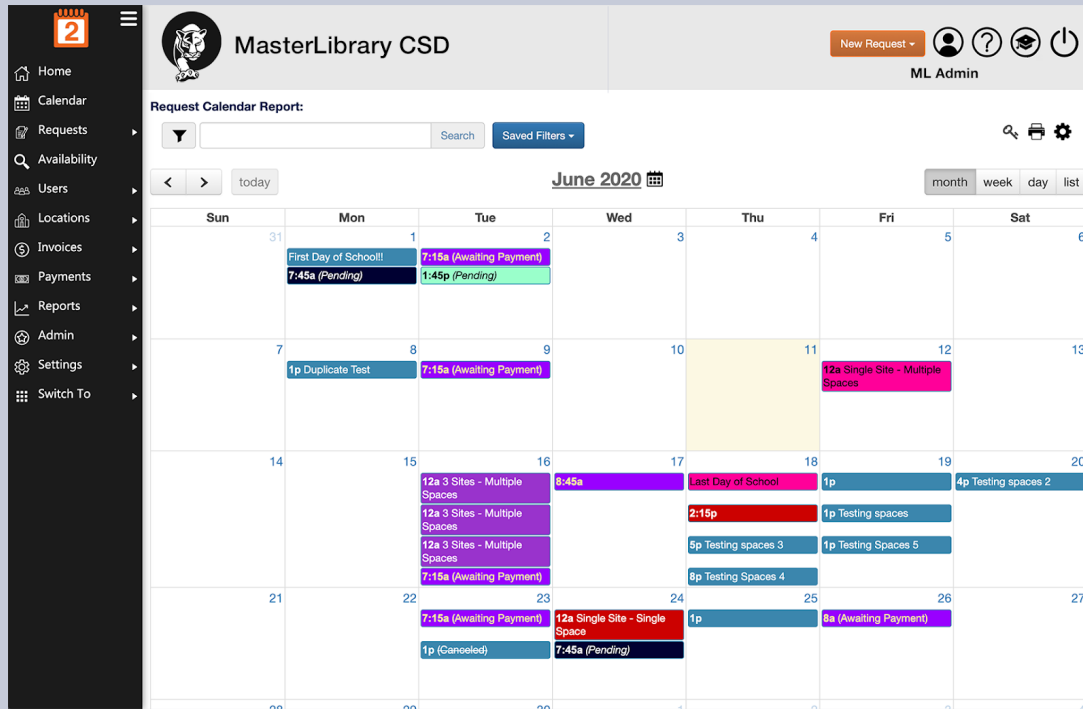 2
MasterLibrary CSD
New Request
ML Admin
Home
Calendar
Requests
Availability
Users
Locations
Invoices
Payments
Reports
Admin
Settings
Switch To
Request Calendar Report:
Search
Saved Filters
today
June 2020
month week day list
Sun Mon Tue Wed Thu Fri Sat
31 1 2 3 4 5 6
First Day of School!!
7:45a (Pending)
7:15a (Awaiting Payment)
1:45p (Pending)
7 8 9 10 11 12 13
1p Duplicate Test
7:15a (Awaiting Payment)
12a Single Site - Multiple
Spaces
14 15 16 17 18 19 20
12a 3 Sites - Multiple
Spaces
12a 3 Sites - Multiple
Spaces
12a 3 Sites - Multiple
Spaces
7:15a (Awaiting Payment)
8:45a
Last Day of School
2:15p
5p Testing spaces 3
8p Testing Spaces 4
1p
1p Testing spaces
1p Testing Spaces 5
4p Testing spaces 2
21 22 23 24 25 26 27
7:15a (Awaiting Payment)
1p (Canceled)
12a Single Site - Single
Space
7:45a (Pending)
1p
8a (Awaiting Payment)
28 29 30 1 2 3